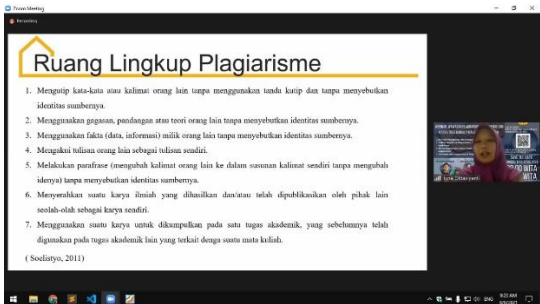 Zoom Meeting
Recording
Ruang Lingkup Plagiarisme
1. Mengutip kata-kata atau kalimat orang lain tanpa menggunakan tanda kutip dan tanpa menyebutkan
identitas sumbernya.
2. Menggunakan gagasan, pandangan atau teori orang lain tanpa menyebutkan identitas sumbernya.
3. Menggunakan fakta (data, informasi) milik orang lain tanpa menyebutkan identitas sumbernya.
4. Mengakui tulisan orang lain sebagai tulisan sendiri.
5. Melakukan parafrase (mengubah kalimat orang lain ke dalam susunan kalimat sendiri tanpa mengubah
idenya) tanpa menyebutkan identitas sumbernya.
6. Menyerahkan suatu karya ilmiah yang dihasilkan dan/atau telah dipublikasikan oleh pihak lain
seolah-olah sebagai karya sendiri.
7. Menggunakan suatu karya untuk dikumpulkan pada satu tugas akademik, yang sebelumnya telah
digunakan pada tugas akademik lain yang terkait denga suatu mata kuliah.
( Soelistyo, 2011)
WITA
ENG
9:23 AM